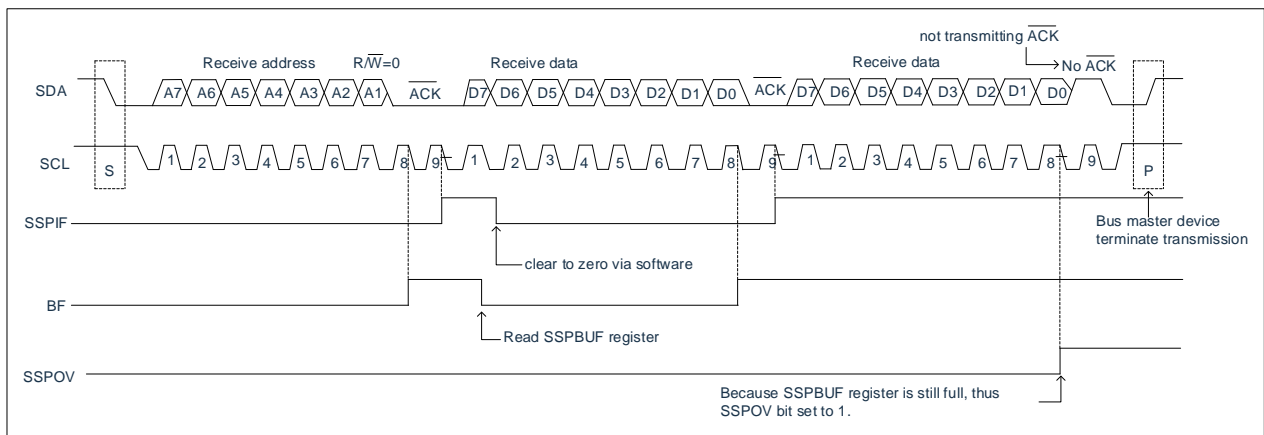 not transmitting ACK
Receive address R/W=0 Receive data Receive data No ACK
SDA A7 A6 A5 A4 A3 A2 A1 ACK D7 D6 D5 D4 D3 D2 D1 D0 ACK D7 D6 D5 D4 D3 D2 D1 D0
SCL S 1 2 3 4 5 6 7 8 9 1 2 3 4 5 6 7 8 9 1 2 3 4 5 6 7 8 9 P
SSPIF
Bus master device
terminate transmission
clear to zero via software
BF
Read SSPBUF register
SSPOV
Because SSPBUF register is still full, thus
SSPOV bit set to 1.